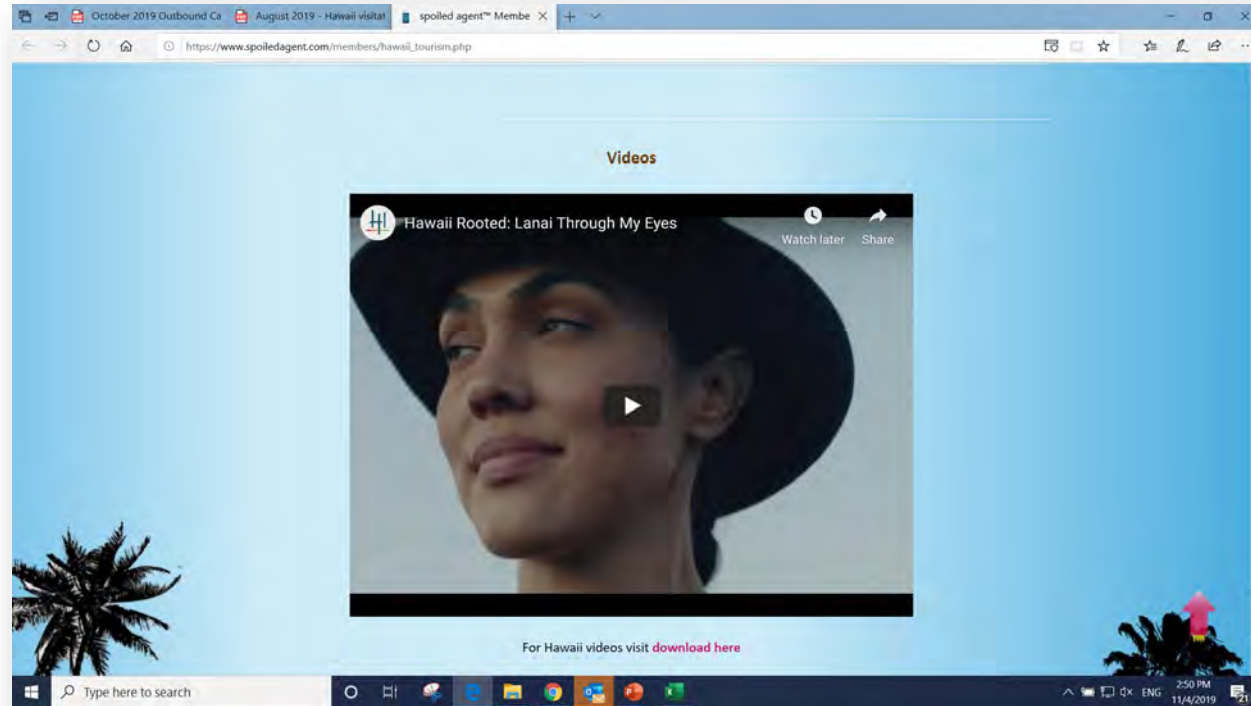 October 2019 Outbound Ca
August 2019 - Hawaii visitat
spoiled agent™ Membe
https://www.spoiledagent.com/members/hawaii_tourism.php
Videos
Hawaii Rooted: Lanai Through My Eyes
Watch later
Share
For Hawaii videos visit download here
Type here to search
ENG
2:50 PM
11/4/2019
21